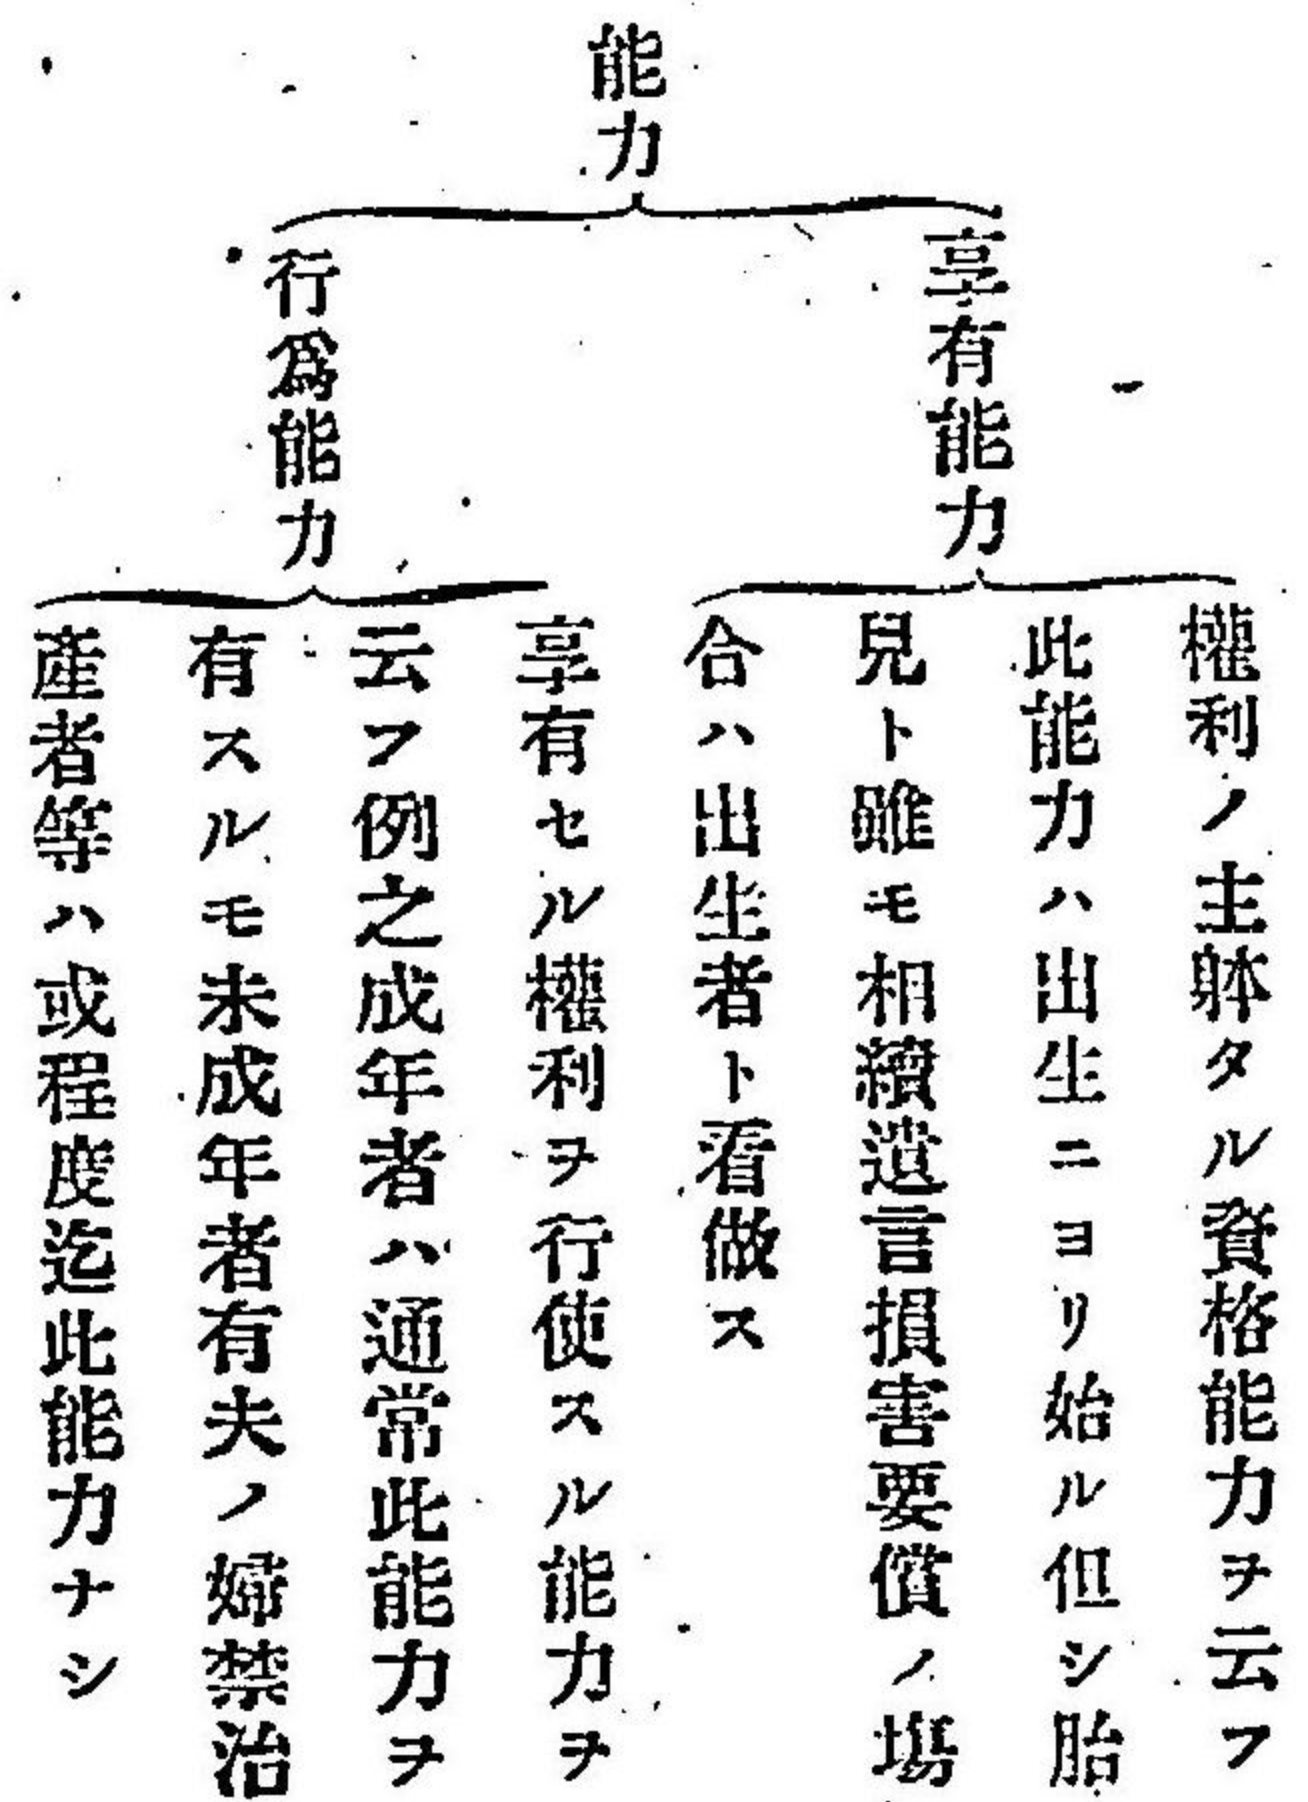 能力
享有能力
權利ノ主躰タル資格能力ヲ云フ
此能力ハ出生ニヨリ始ル但シ胎
兒ト雖モ相續遺言損害要償ノ塲
合ハ出生者ト看做ス
行爲能力
享有セル權利ヲ行使スル能力ヲ
云フ例之成年者ハ通常此能力ヲ
有スルモ未成年者有夫ノ婦禁治
產者等ハ或程度迄此能力ナシ